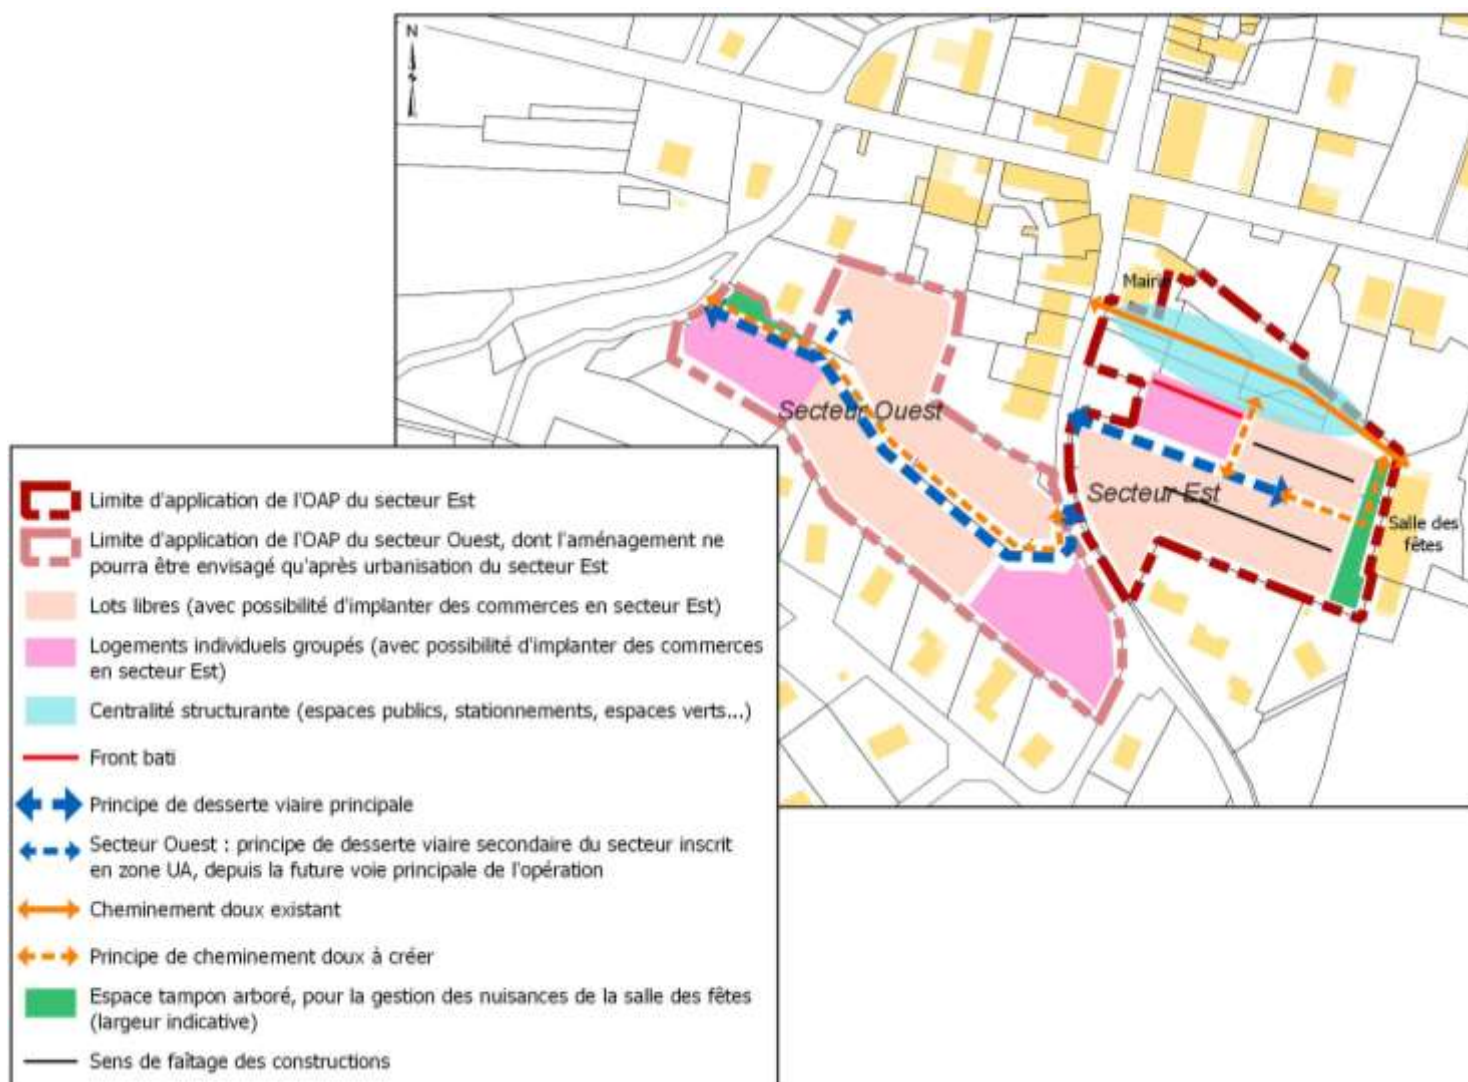 N
Mairie
Secteur Ouest
Secteur Est
Salle des
fêtes
Limite d'application de l'OAP du secteur Est
Limite d'application de l'OAP du secteur Ouest, dont l'aménagement ne
pourra être envisagé qu'après urbanisation du secteur Est
Lots libres (avec possibilité d'implanter des commerces en secteur Est)
Logements individuels groupés (avec possibilité d'implanter des commerces
en secteur Est)
Centralité structurante (espaces publics, stationnements, espaces verts...)
Front bati
Principe de desserte viaire principale
Secteur Ouest : principe de desserte viaire secondaire du secteur inscrit
en zone UA, depuis la future voie principale de l'opération
Cheminement doux existant
Principe de cheminement doux à créer
Espace tampon arboré, pour la gestion des nuisances de la salle des fêtes
(largeur indicative)
Sens de faîtage des constructions